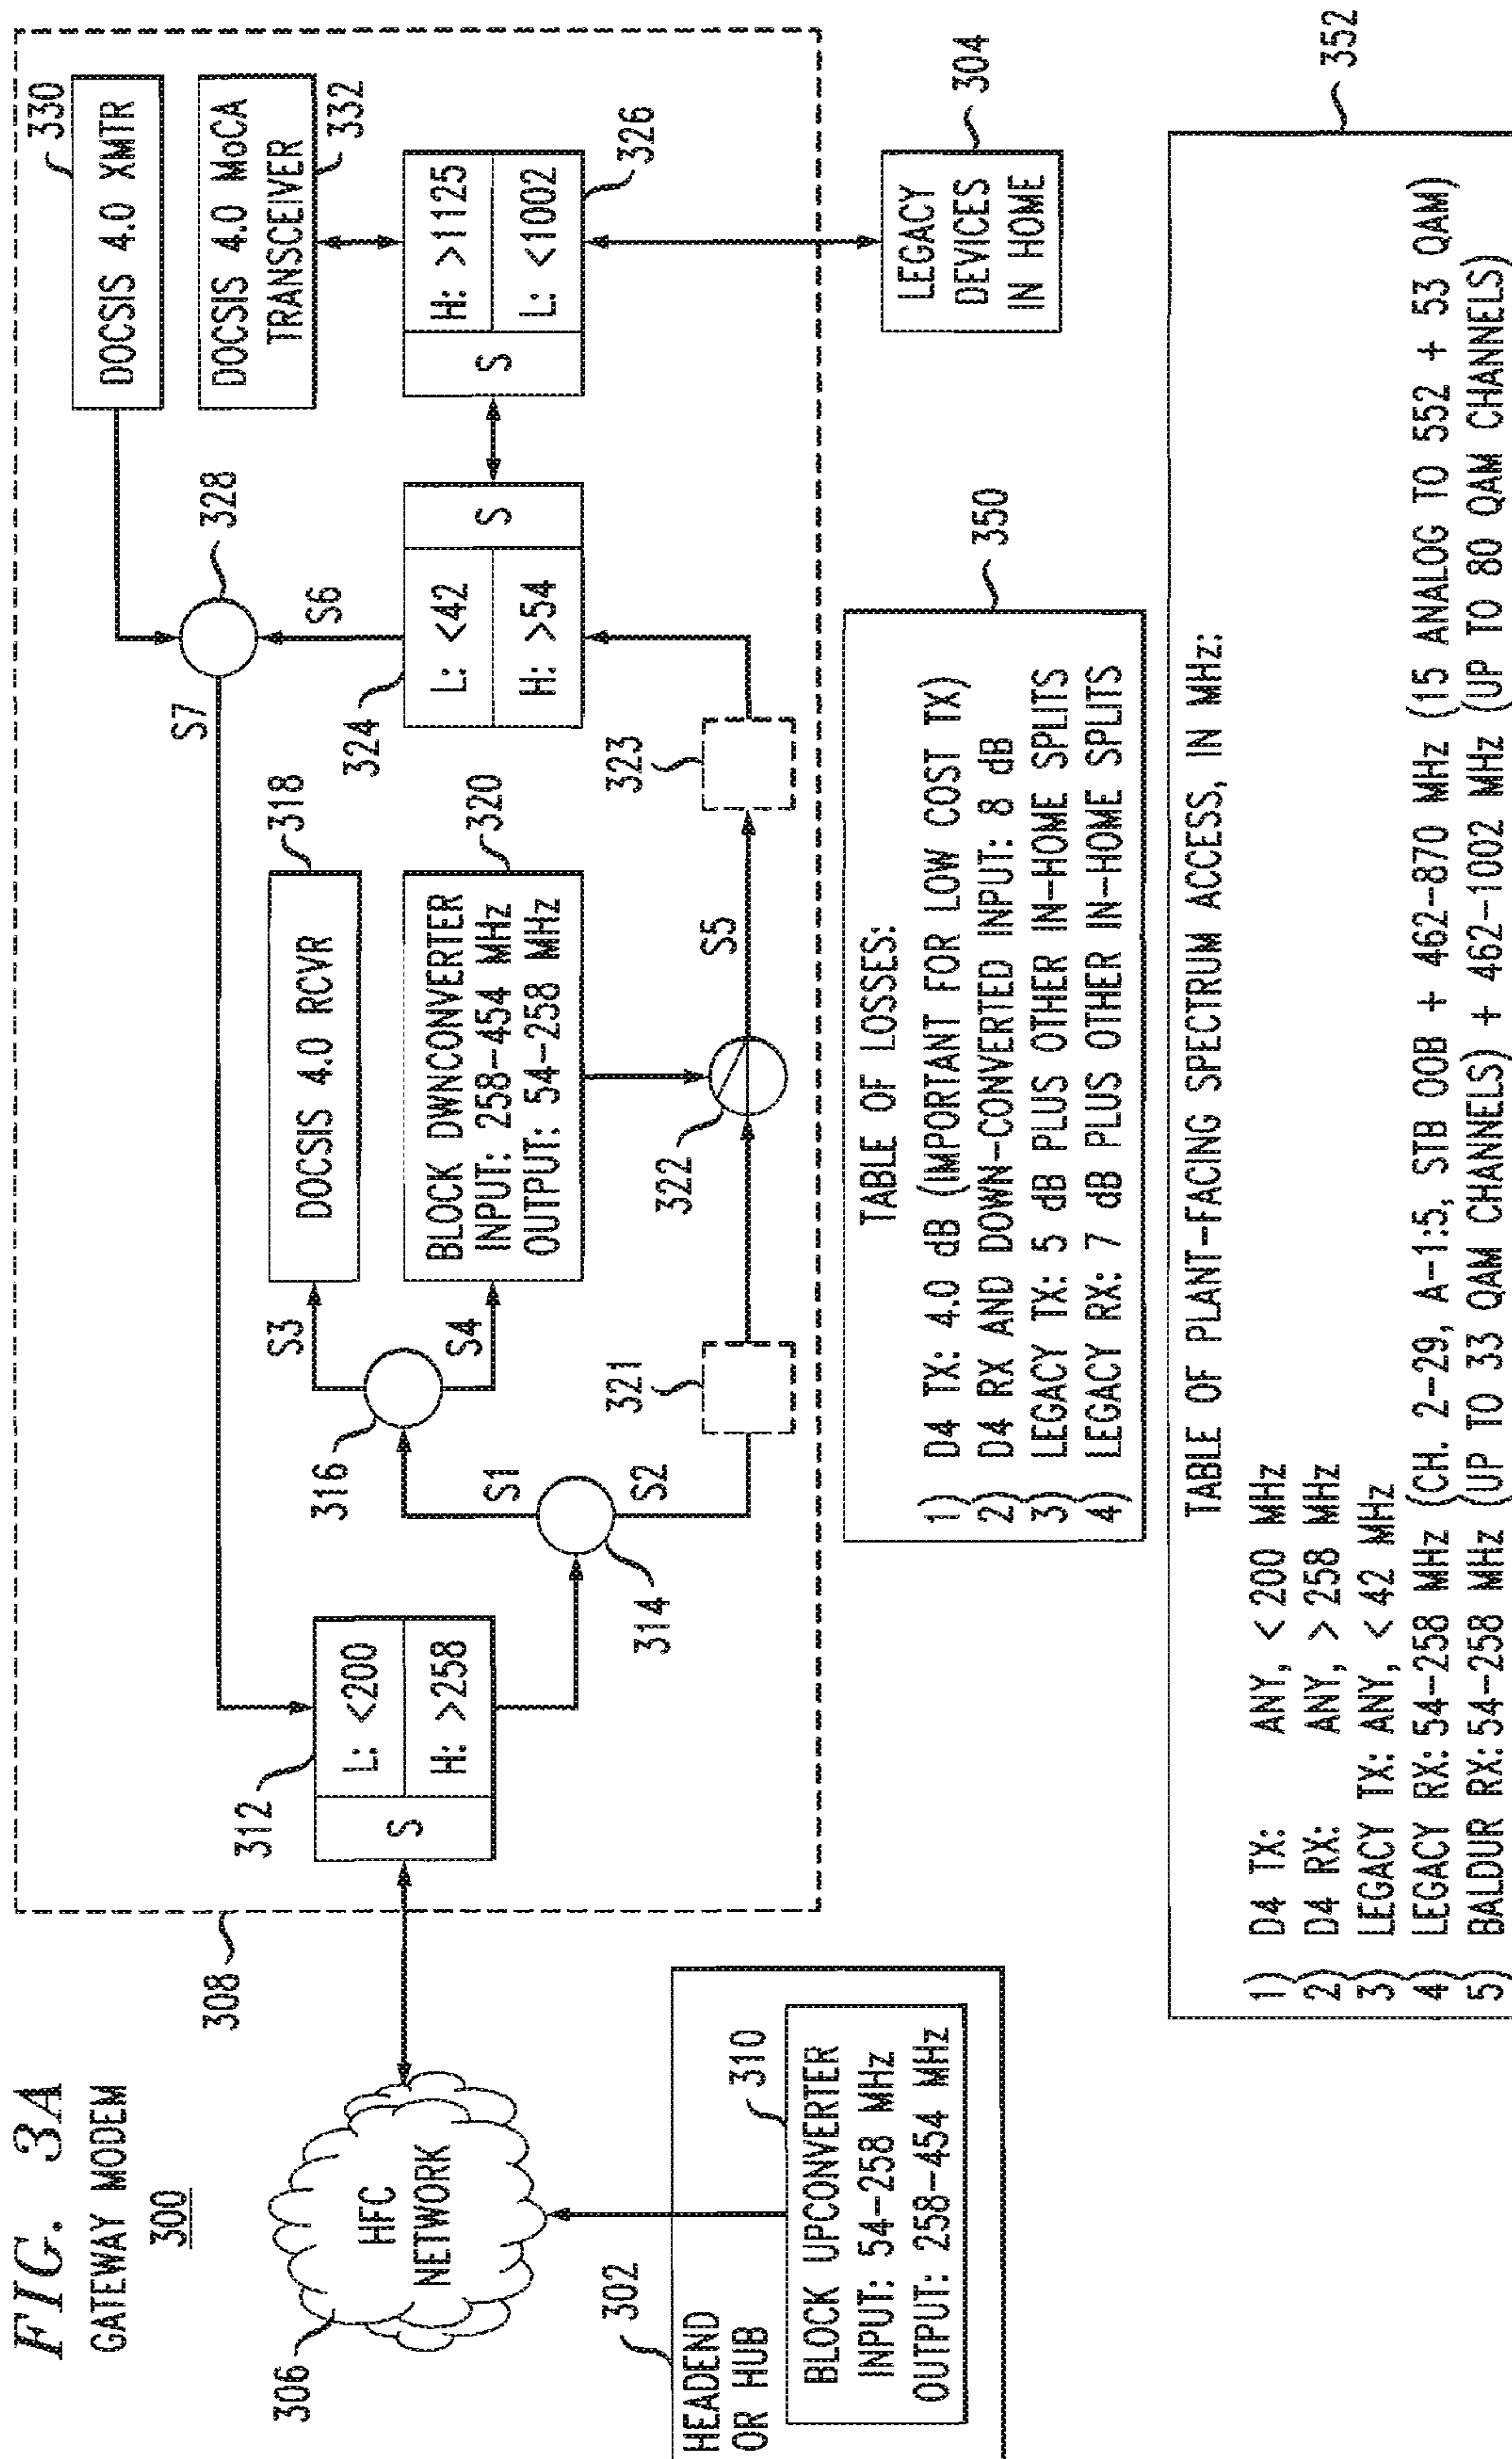 FIG. 3A
GATEWAY MODEM
300
306
HFC
NETWORK
302
HEADEND
OR HUB
310
BLOCK UPCONVERTER
INPUT: 54-258 MHz
OUTPUT: 258-454 MHz
308
312
S
L: <200
H: >258
314
S1
S2
316
S3
S4
318
DOCSIS 4.0 RCVR
320
BLOCK DWNCONVERTER
INPUT: 258-454 MHz
OUTPUT: 54-258 MHz
321
322
S5
323
324
L: <42
H: >54
S
S6
S7
328
330
DOCSIS 4.0 XMTR
DOCSIS 4.0 MoCA
TRANSCEIVER
332
S
H: >1125
L: <1002
326
LEGACY
DEVICES
IN HOME
304
350
TABLE OF LOSSES:
1) D4 TX: 4.0 dB (IMPORTANT FOR LOW COST TX)
2) D4 RX AND DOWN-CONVERTED INPUT: 8 dB
3) LEGACY TX: 5 dB PLUS OTHER IN-HOME SPLITS
4) LEGACY RX: 7 dB PLUS OTHER IN-HOME SPLITS
352
TABLE OF PLANT-FACING SPECTRUM ACCESS, IN MHz:
1) D4 TX: ANY, < 200 MHz
2) D4 RX: ANY, > 258 MHz
3) LEGACY TX: ANY, < 42 MHz
4) LEGACY RX: 54-258 MHz (CH. 2-29, A-1:5, STB OOB + 462-870 MHz (15 ANALOG TO 552 + 53 QAM)
5) BALDUR RX: 54-258 MHz (UP TO 33 QAM CHANNELS) + 462-1002 MHz (UP TO 80 QAM CHANNELS)